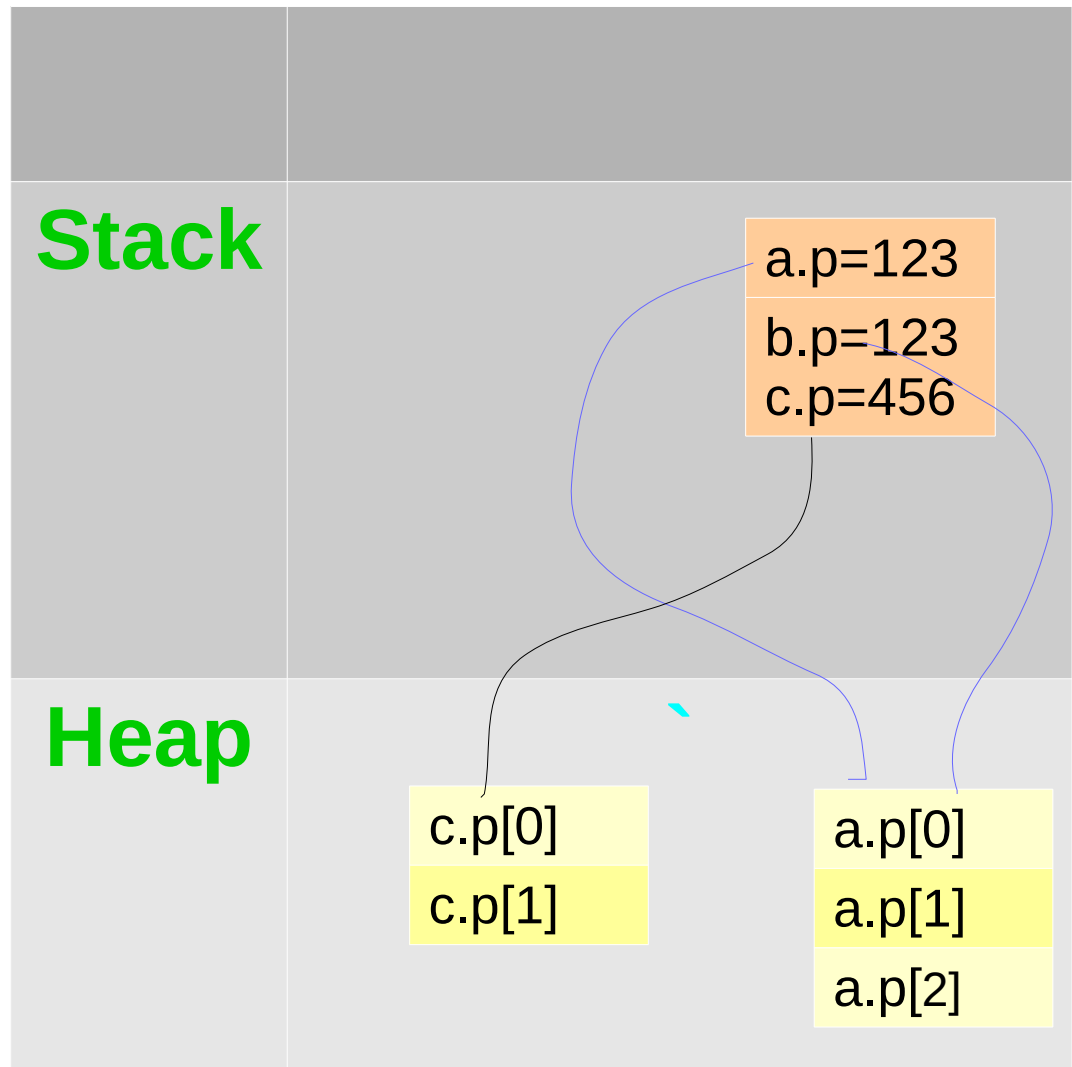 Stack
a.p=123
b.p=123
c.p=456
Heap
`
c.p[0]
c.p[1]
a.p[0]
a.p[1]
a.p[2]